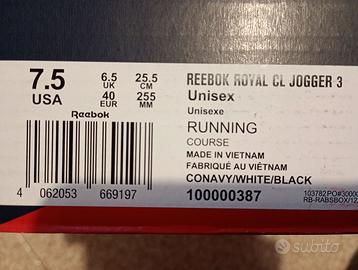 7.5
USA
6.5
UK
40
EUR
25.5
CM
255
MM
Reebok
4 062053 669197
REEBOK ROYAL CL JOGGER 3
Unisex
Unisexe
RUNNING
COURSE
MADE IN VIETNAM
FABRIQUÉ AU VIÊTNAM
CONAVY/WHITE/BLACK
100000387
subito